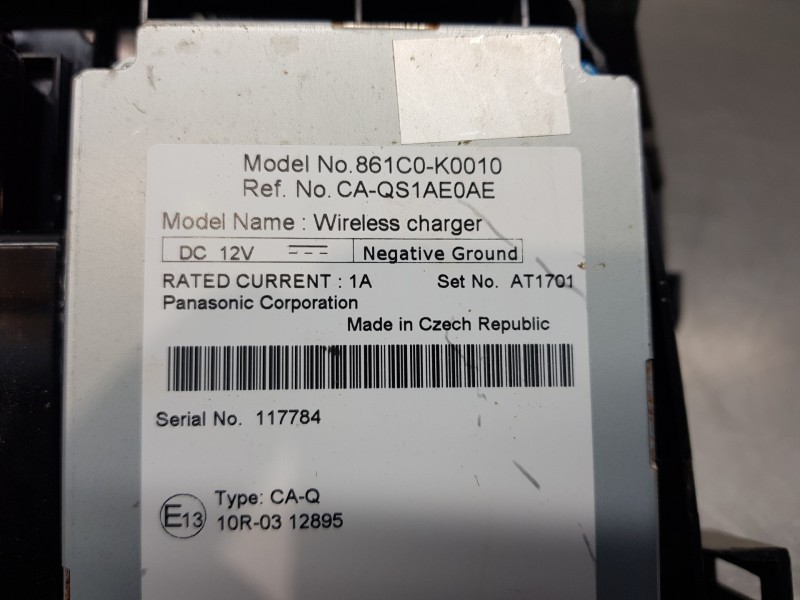 Model No.861C0-K0010
Ref. No. CA-QS1AE0AE
Model Name : Wireless charger
DC 12V Negative Ground
RATED CURRENT : 1A Set No. AT1701
Panasonic Corporation
Made in Czech Republic
Serial No. 117784
Type: CA-Q
E13 10R-03 12895